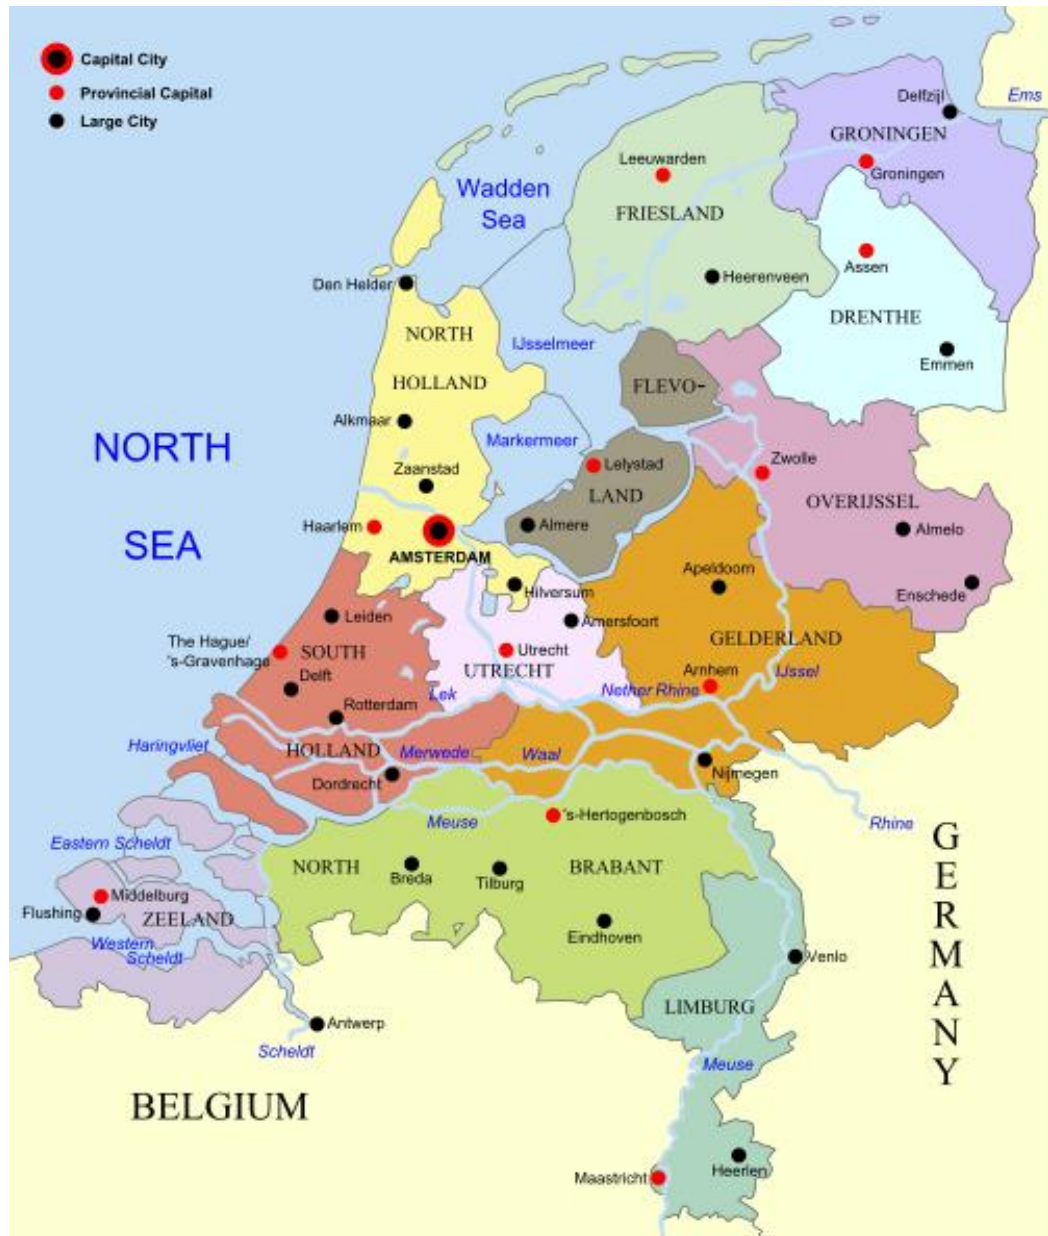 Capital City
Provincial Capital
Large City
Ems
Delfzijl
GRONINGEN
Groningen
Leeuwarden
FRIESLAND
Heerenveen
Wadden
Sea
Assen
DRENTHE
Emmen
Den Helder
NORTH
HOLLAND
IJsselmeer
FLEVO-
LAND
Alkmaar
Markermeer
Zaanstad
Lelystad
Zwolle
OVERIJSSEL
Almelo
Enschede
NORTH
SEA
Haarlem
AMSTERDAM
Almere
Hilversum
Apeldoorn
Amersfoort
GELDERLAND
Leiden
The Hague/
's-Gravenhage
SOUTH
HOLLAND
Delft
Utrecht
UTRECHT
Arnhem
IJssel
Nether Rhine
Lek
Rotterdam
Haringvliet
Merwede
Waal
Dordrecht
Nijmegen
Rhine
Meuse
's-Hertogenbosch
Eastern Scheldt
NORTH
BRABANT
Breda
Tilburg
Eindhoven
Middelburg
Flushing
ZEELAND
Western
Scheldt
Venlo
LIMBURG
Antwerp
Scheldt
Meuse
GERMANY
BELGIUM
Maastricht
Heerlen